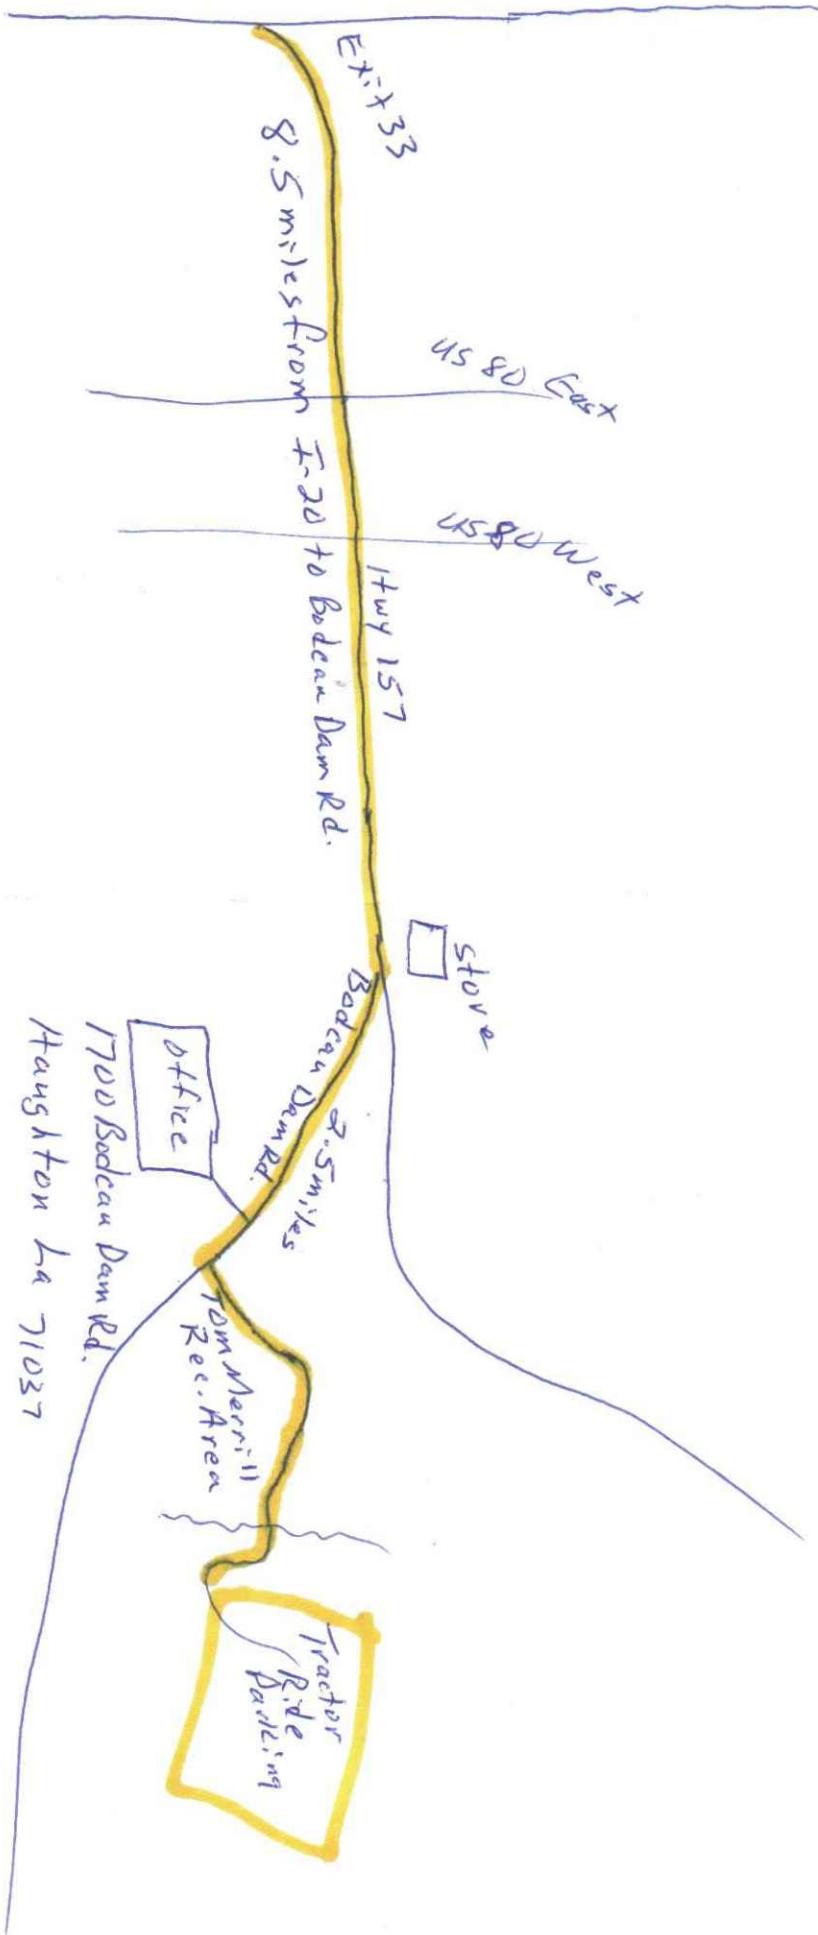 Exit 33
8.5 miles from I-20 to Bodcau Dam Rd.
US 80 East
US 80 West
Hwy 157
store
Bodcau Dam Rd.
2.5 miles
office
1700 Bodcau Dam Rd.
Haughton La 71037
Tom Merrill
Rec. Area
Tractor
Ride
Parking